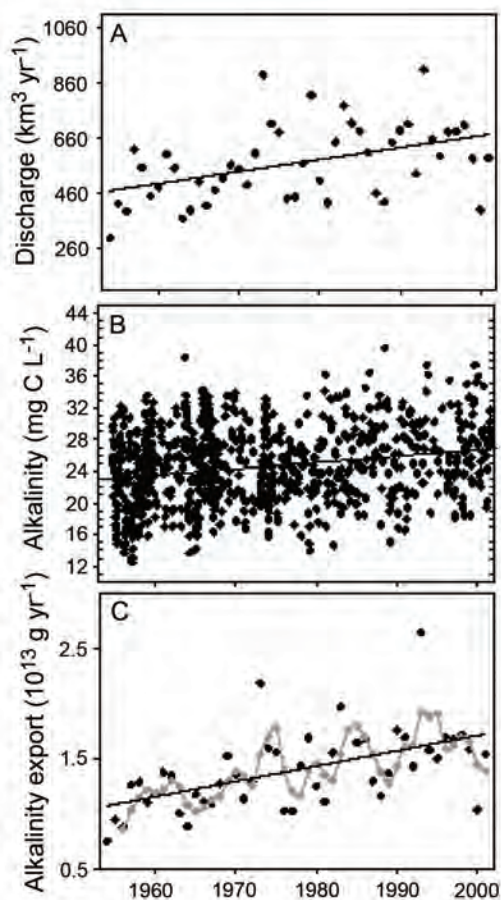 A
Discharge (km³ yr⁻¹)
1060
860
660
460
260
B
Alkalinity (mg C L⁻¹)
44
40
36
32
28
24
20
16
12
C
Alkalinity export (10¹³ g yr⁻¹)
2.5
1.5
0.5
1960 1970 1980 1990 2000